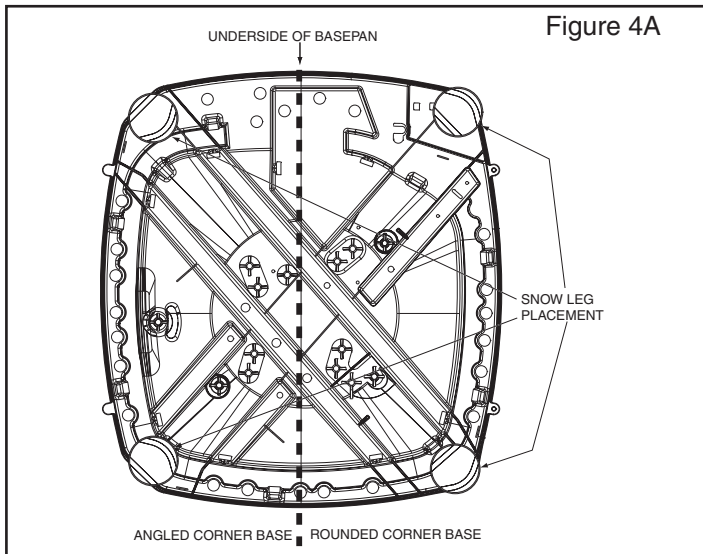 Figure 4A
UNDERSIDE OF BASEPAN
SNOW LEG
PLACEMENT
ANGLED CORNER BASE
ROUNDED CORNER BASE